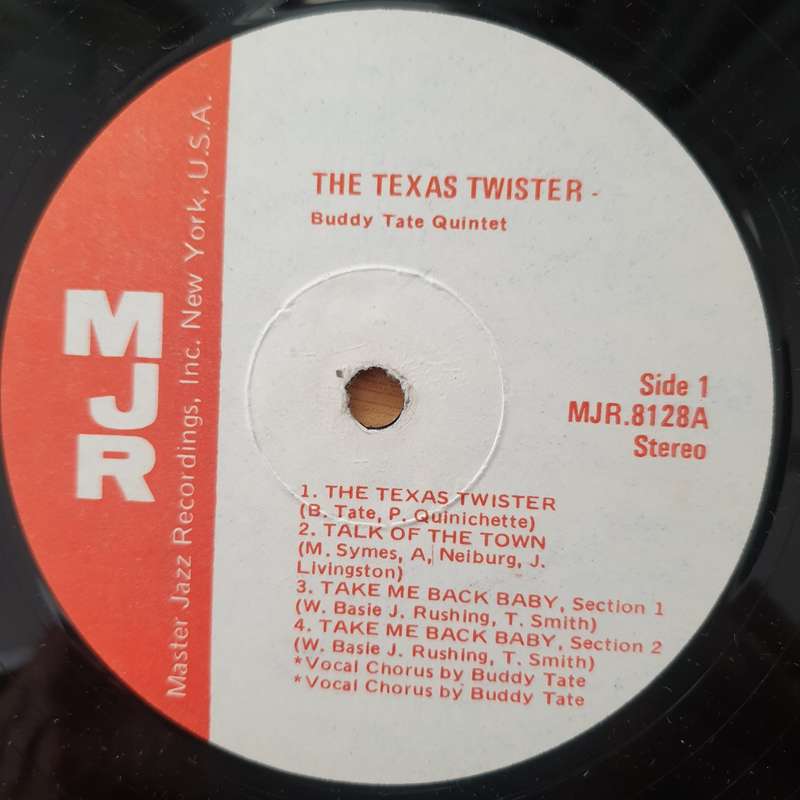 THE TEXAS TWISTER -
Buddy Tate Quintet
MJR
Master Jazz Recordings, Inc. New York, U.S.A.
Side 1
MJR.8128A
Stereo
1. THE TEXAS TWISTER
(B. Tate, P. Quinichette)
2. TALK OF THE TOWN
(M. Symes, A, Neiburg, J.
Livingston)
3. TAKE ME BACK BABY, Section 1
(W. Basie J. Rushing, T. Smith)
4. TAKE ME BACK BABY, Section 2
(W. Basie J. Rushing, T. Smith)
*Vocal Chorus by Buddy Tate
*Vocal Chorus by Buddy Tate